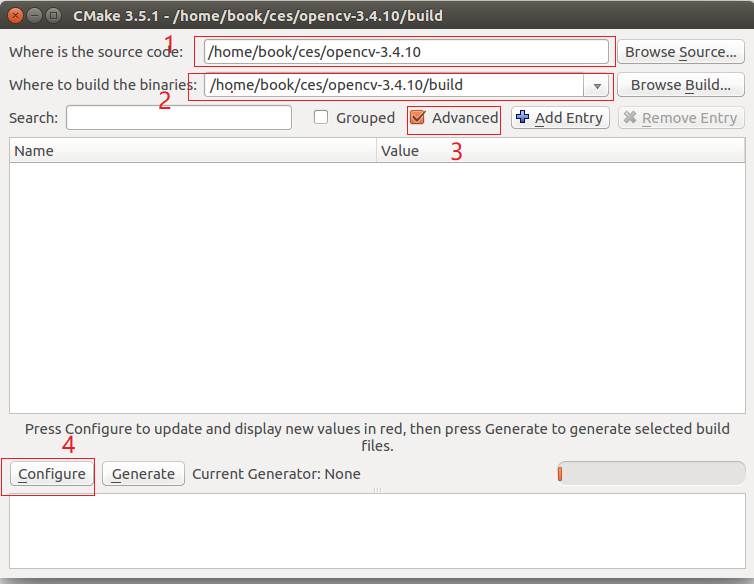 CMake 3.5.1 - /home/book/ces/opencv-3.4.10/build
Where is the source code: 1 /home/book/ces/opencv-3.4.10 Browse Source...
Where to build the binaries: /home/book/ces/opencv-3.4.10/build Browse Build...
2
Search: Grouped Advanced Add Entry Remove Entry
Name Value 3
Press Configure to update and display new values in red, then press Generate to generate selected build
files.
4
Configure Generate Current Generator: None